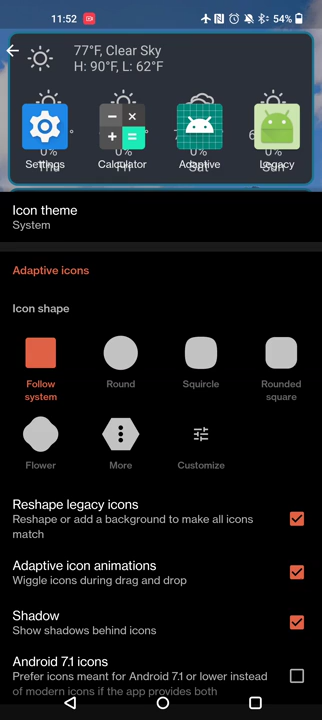 11:52
54%
77°F, Clear Sky
H: 90°F, L: 62°F
Settings
Calculator
Adaptive
Legacy
0%
0%
0%
0%
Thu
Fri
Sat
Sun
Icon theme
System
Adaptive icons
Icon shape
Follow
system
Round
Squircle
Rounded
square
Flower
More
Customize
Reshape legacy icons
Reshape or add a background to make all icons
match
Adaptive icon animations
Wiggle icons during drag and drop
Shadow
Show shadows behind icons
Android 7.1 icons
Prefer icons meant for Android 7.1 or lower instead
of modern icons if the app provides both